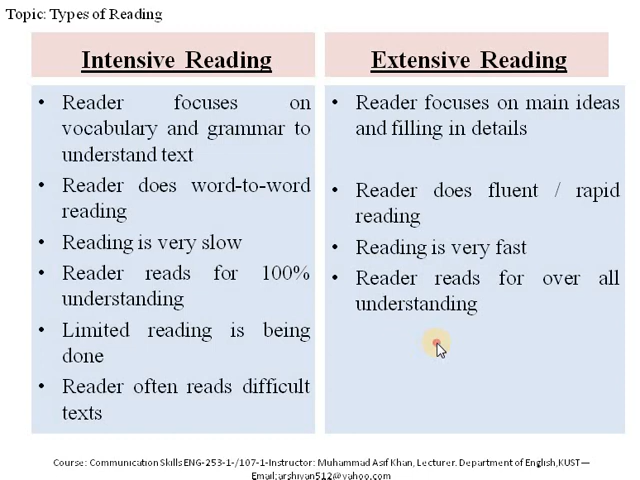 Topic: Types of Reading
Intensive Reading
• Reader focuses on
vocabulary and grammar to
understand text
• Reader does word-to-word
reading
• Reading is very slow
• Reader reads for 100%
understanding
• Limited reading is being
done
• Reader often reads difficult
texts
Extensive Reading
• Reader focuses on main ideas
and filling in details
• Reader does fluent / rapid
reading
• Reading is very fast
• Reader reads for over all
understanding
Course: Communication Skills ENG-253-1-/107-1-Instructor: Muhammad Asif Khan, Lecturer. Department of English,KUST—
Email;arshivan512@yahoo.com